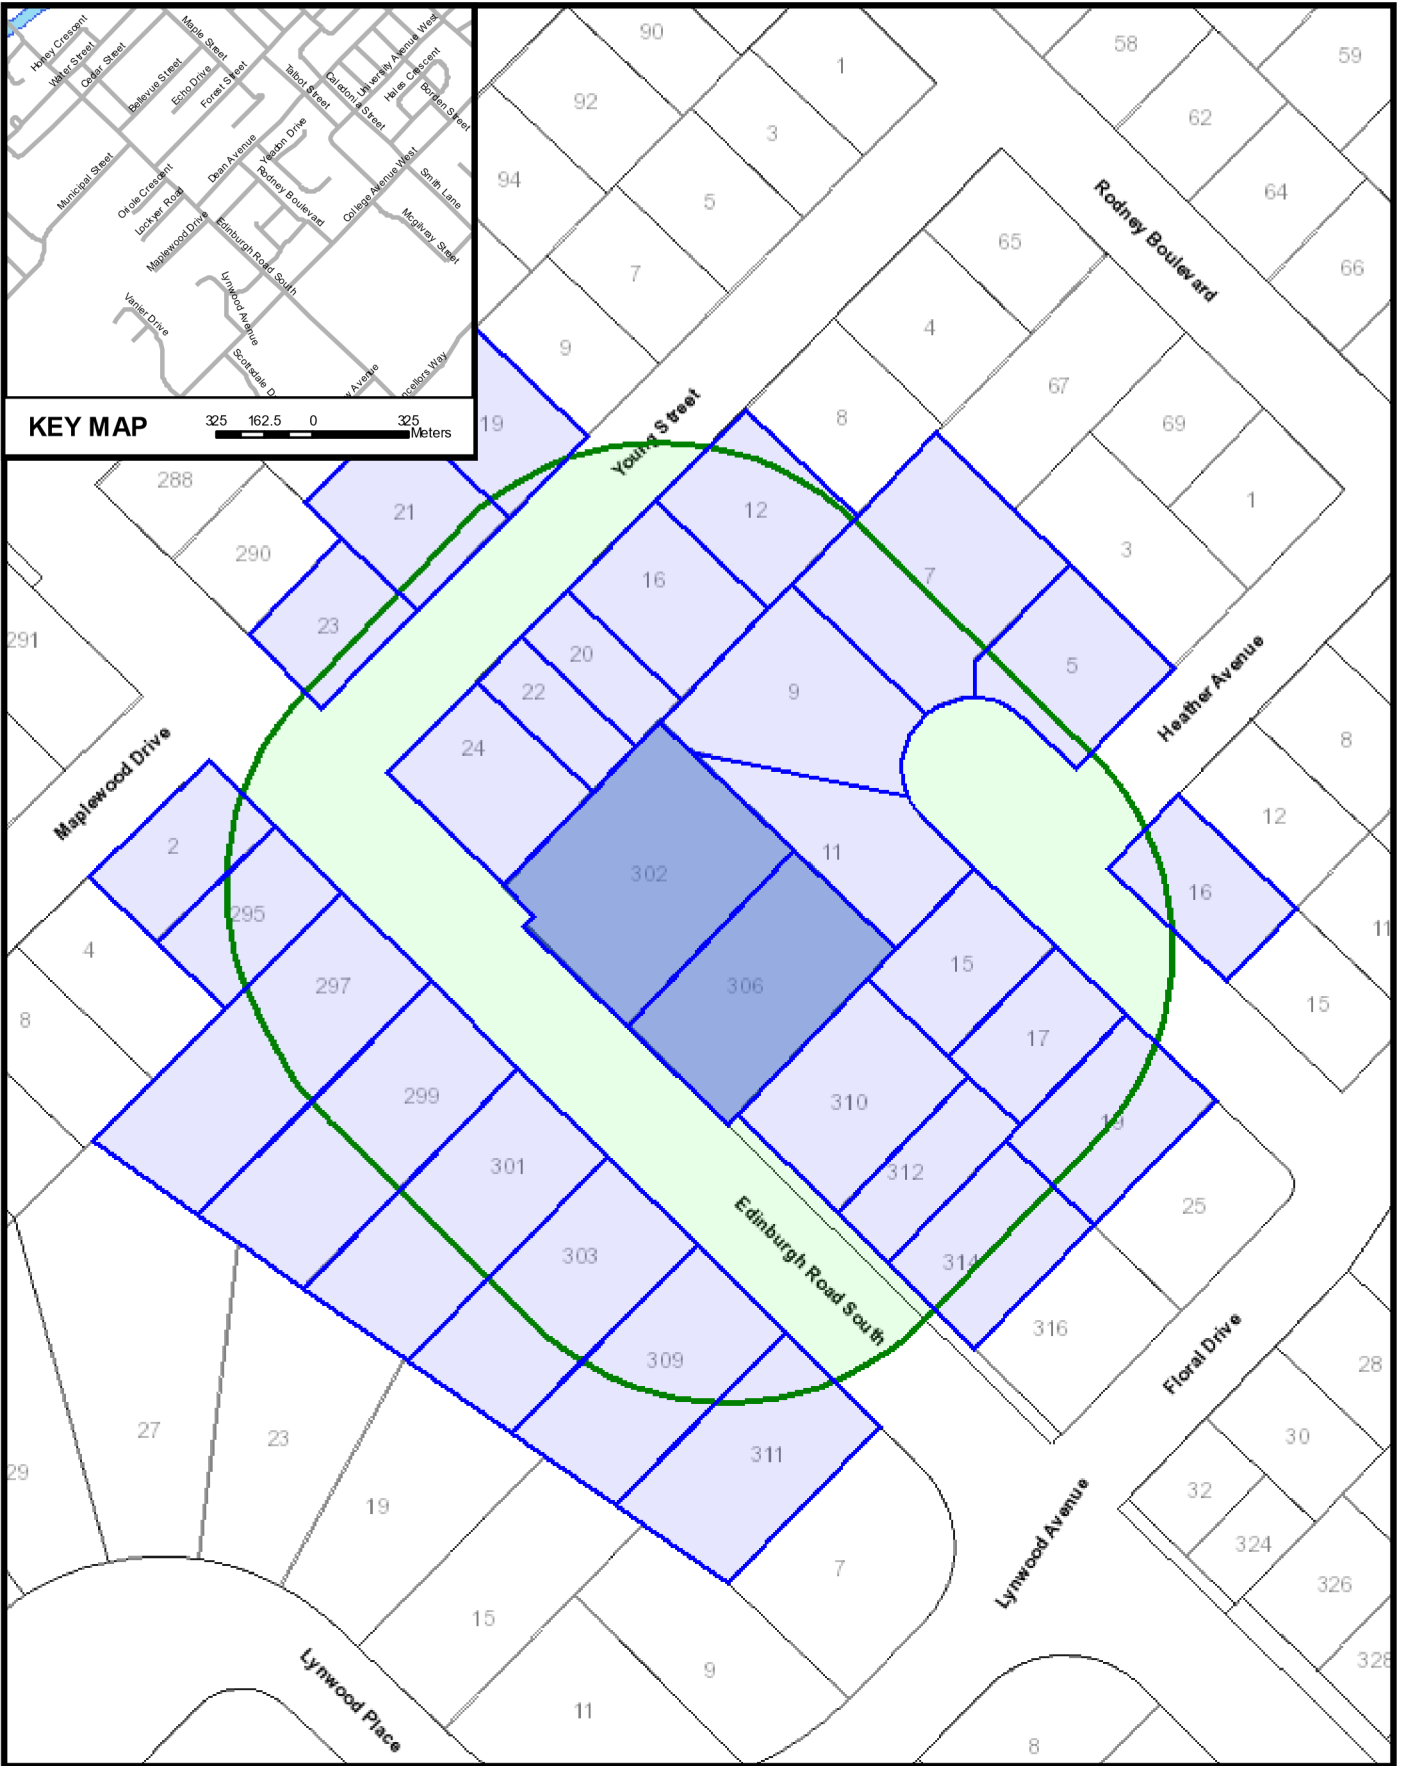 Honey Crescent
Water Street
Cedar Street
Maple Street
Bellevue Street
Echo Drive
Forest Street
Talbot Street
Caledonia Street
University Avenue West
Hales Crescent
Borden Street
Municipal Street
Dean Avenue
Yeadon Drive
Rodney Boulevard
College Avenue West
Smith Lane
Mcgilvray Street
Oriole Crescent
Lockyer Road
Maplewood Drive
Edinburgh Road South
Lynwood Avenue
Vanier Drive
Scottsdale D
w Avenue
ncellors Way
KEY MAP
325 162.5 0 325
Meters
90
1
58
59
92
3
62
94
5
64
65
66
7
4
9
67
8
69
19
288
12
1
21
290
3
16
7
23
291
20
5
22
9
24
8
2
11
12
302
16
295
4
15
11
297
306
8
15
17
299
310
19
301
312
25
303
314
309
316
28
27
23
30
311
29
32
19
324
7
326
15
328
9
11
8
Rodney Boulevard
Young Street
Heather Avenue
Maplewood Drive
Edinburgh Road South
Floral Drive
Lynwood Avenue
Lynwood Place